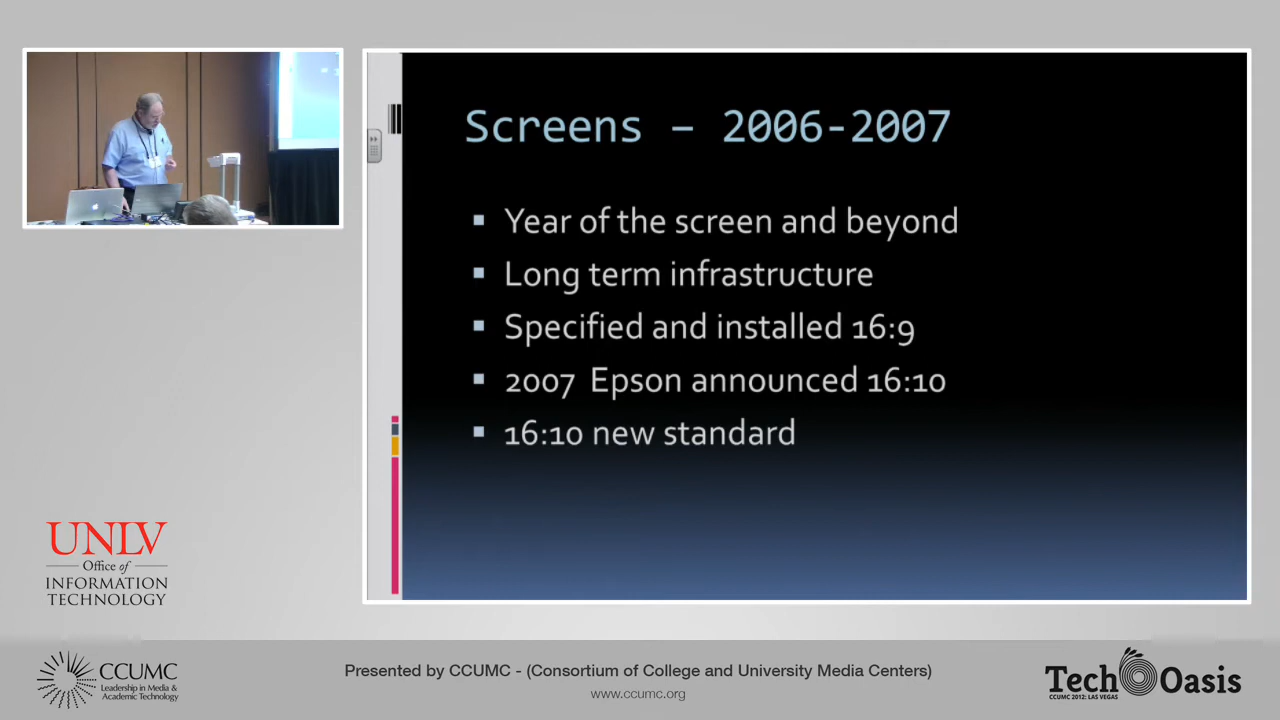 Screens – 2006-2007
Year of the screen and beyond
Long term infrastructure
Specified and installed 16:9
2007 Epson announced 16:10
16:10 new standard
UNLV
Office of
INFORMATION
TECHNOLOGY
CCUMC
Leadership in Media &
Academic Technology
Presented by CCUMC - (Consortium of College and University Media Centers)
www.ccumc.org
Tech Oasis
CCUMC 2012: LAS VEGAS